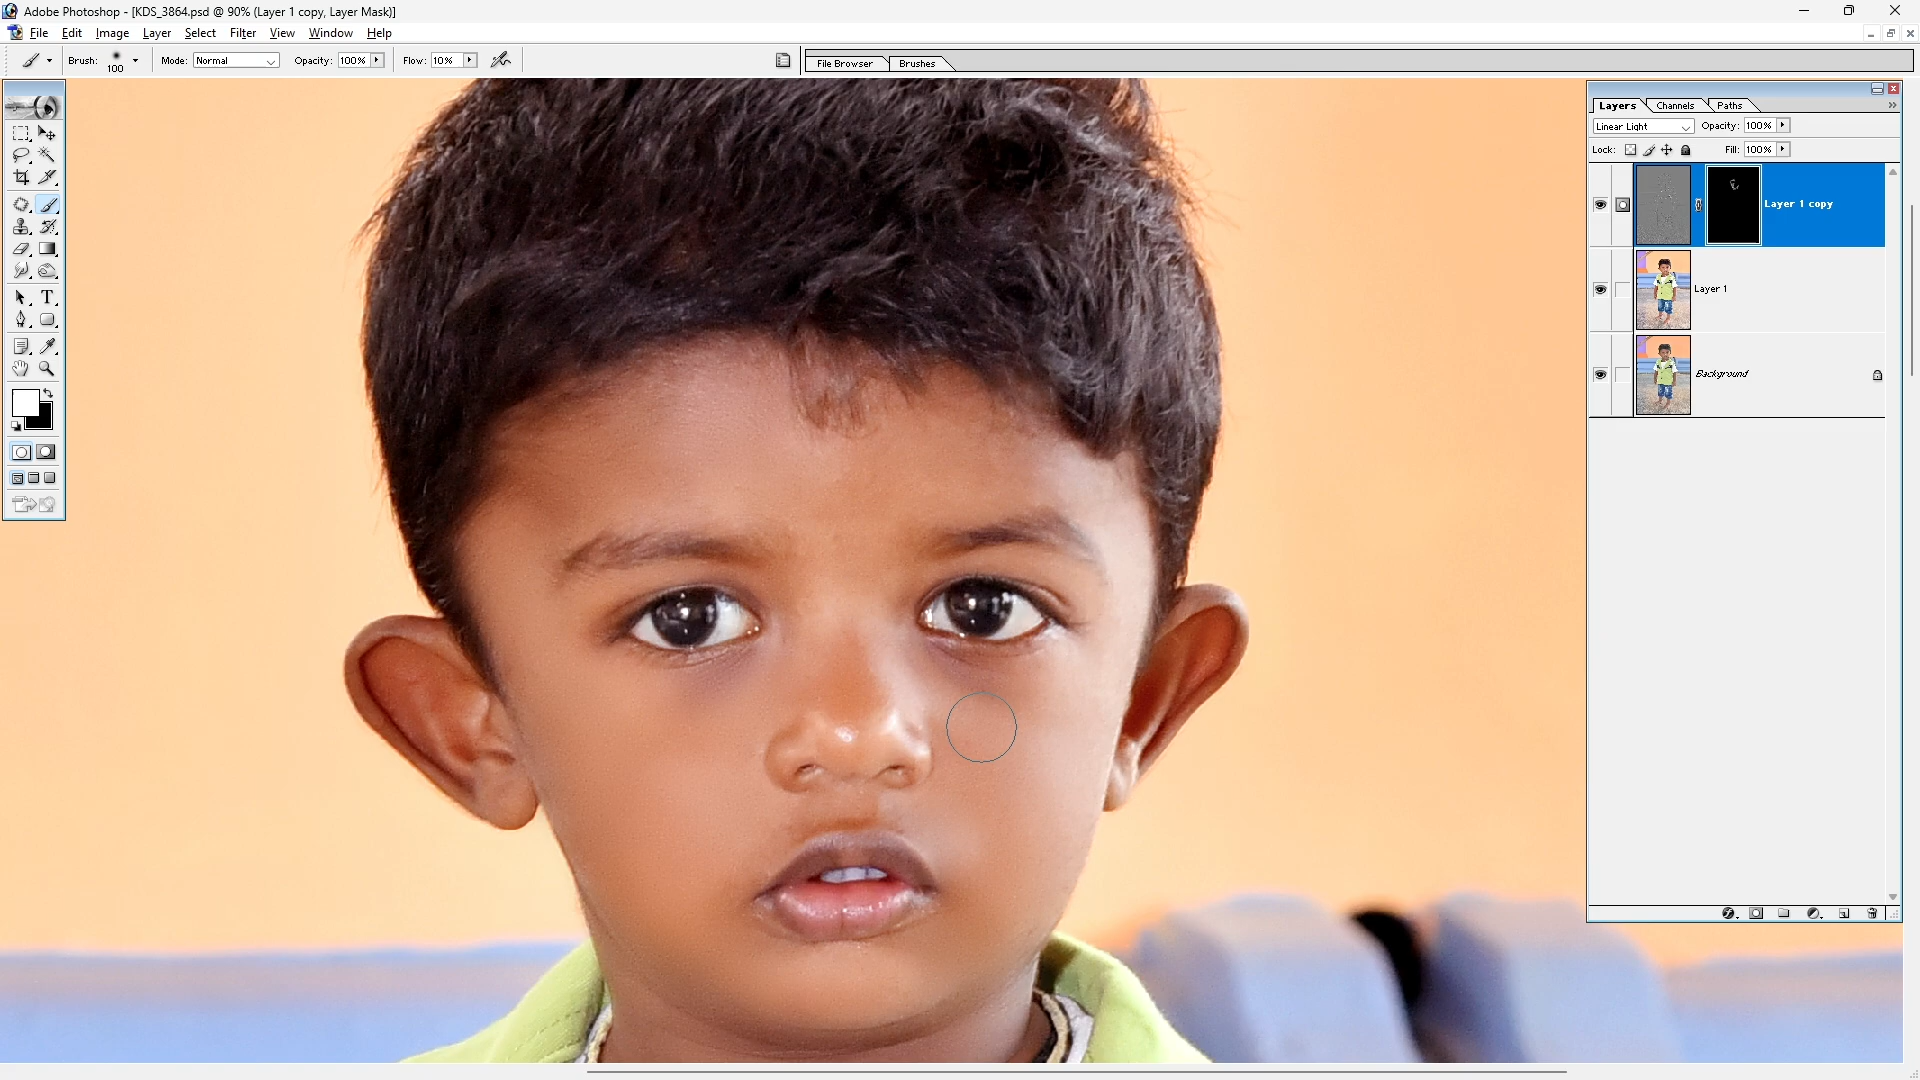 Adobe Photoshop - [KDS_3864.psd @ 90% (Layer 1 copy, Layer Mask)]
File Edit Image Layer Select Filter View Window Help
Brush: 100 Mode: Normal Opacity: 100% Flow: 10% File Browser Brushes
Layers Channels Paths
Linear Light Opacity: 100%
Lock: Fill: 100%
Layer 1 copy
Layer 1
Background
T